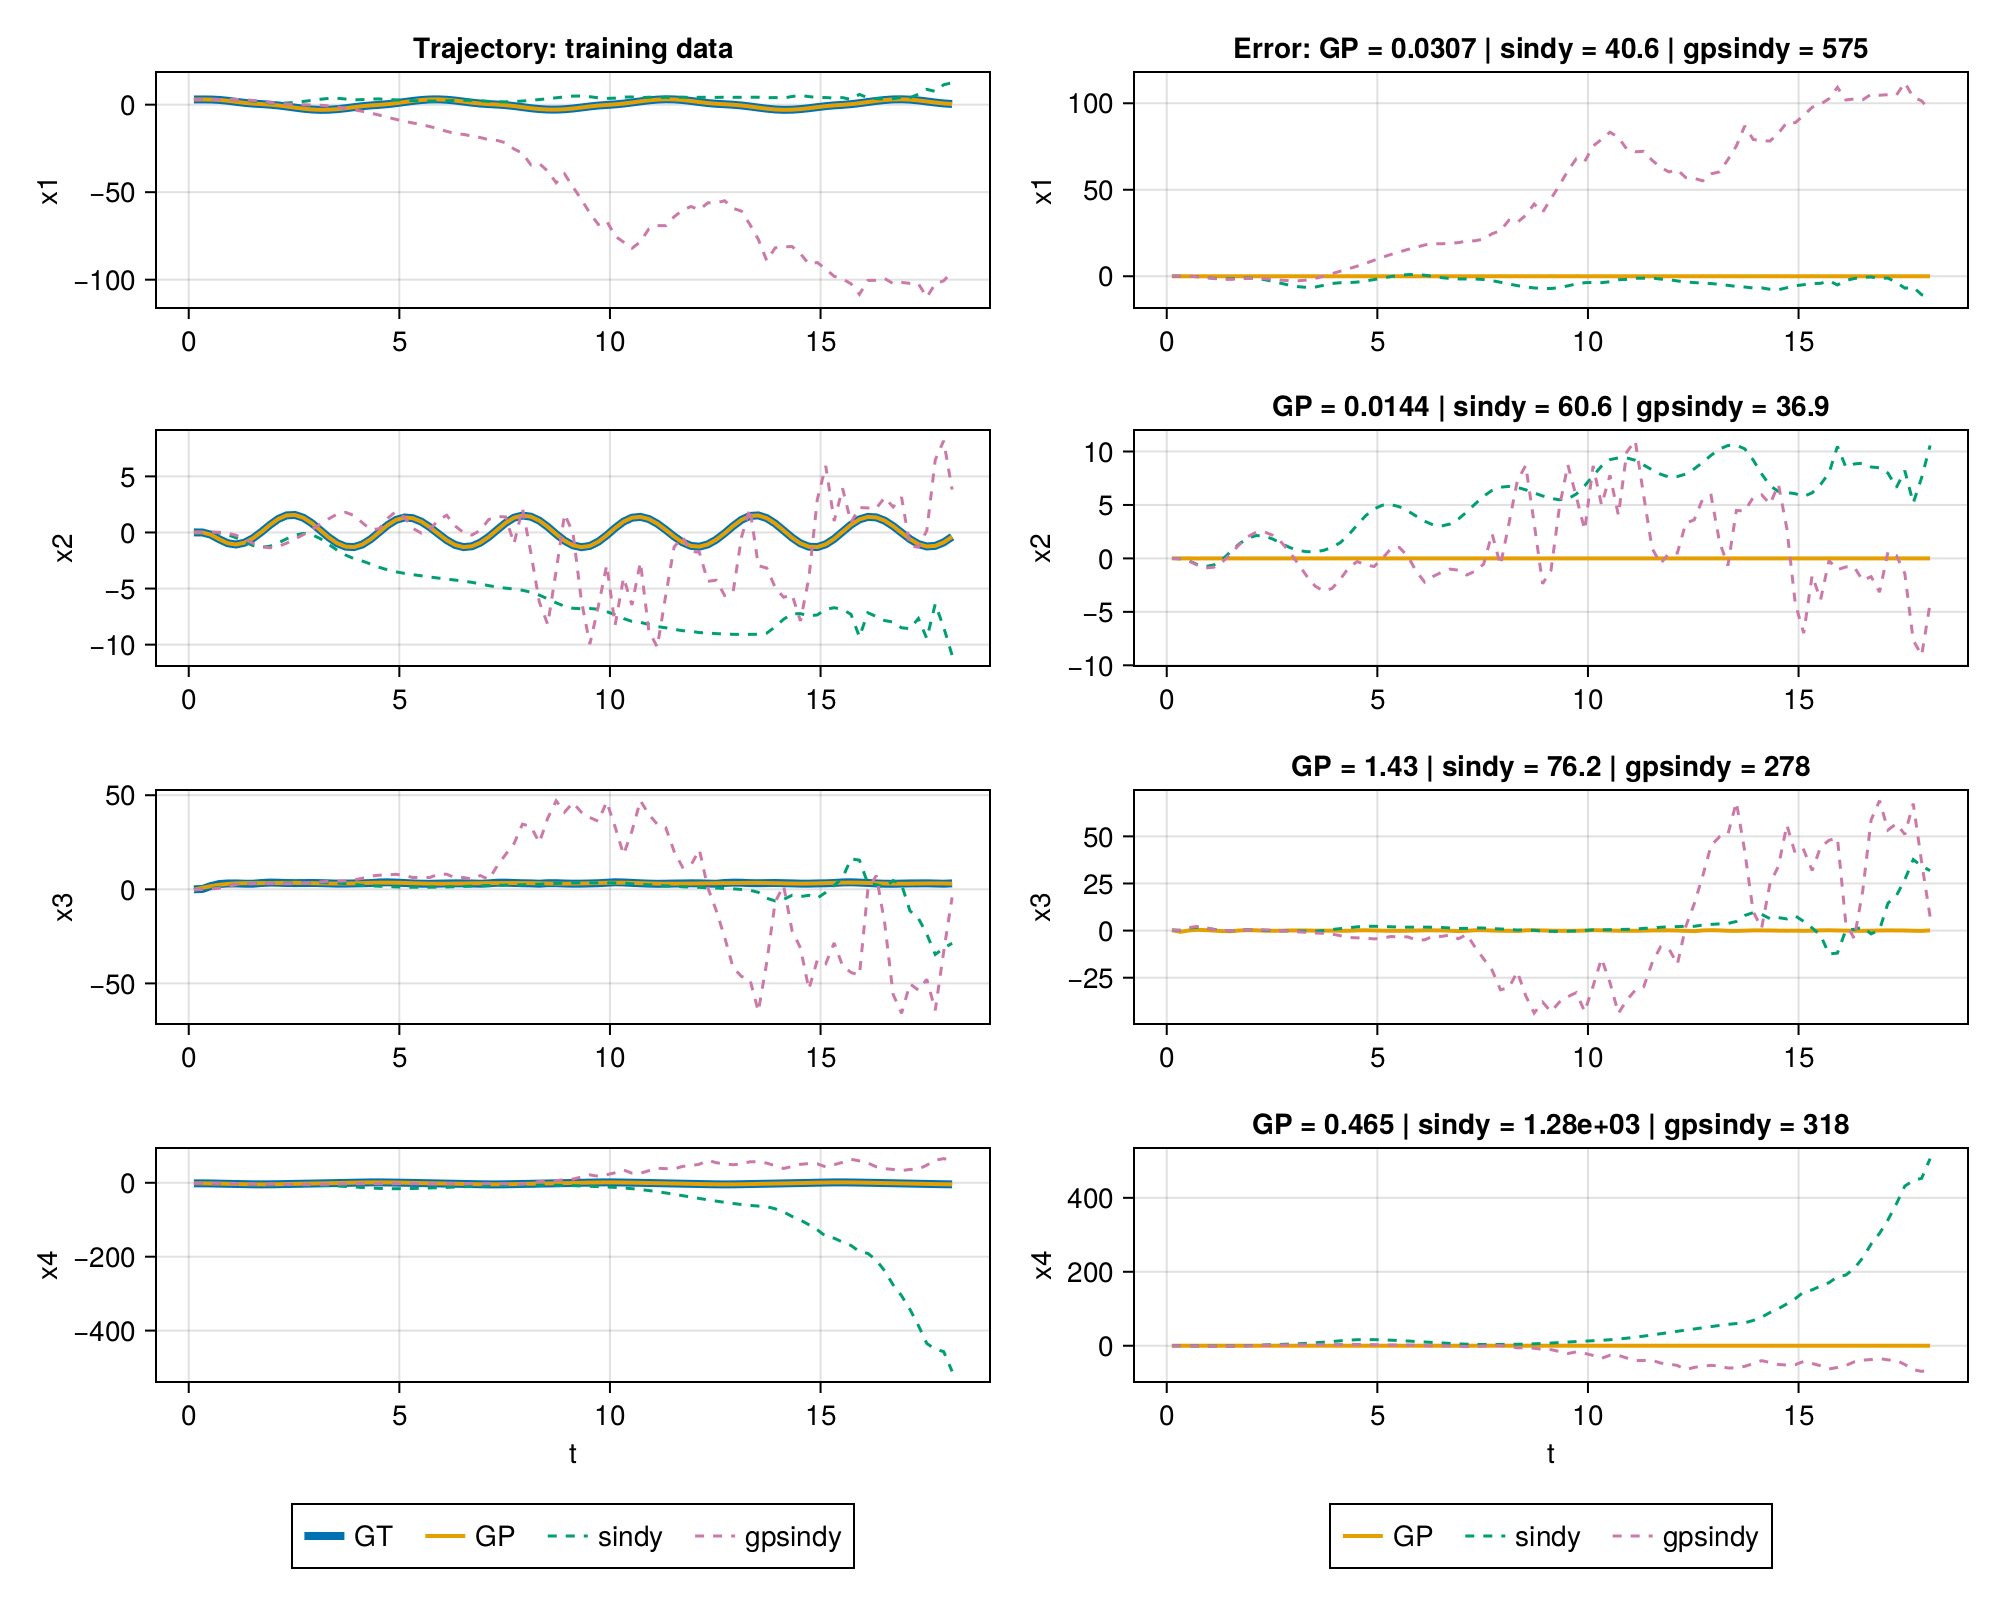 Trajectory: training data
x1
0
−50
−100
0 5 10 15
Error: GP = 0.0307 | sindy = 40.6 | gpsindy = 575
x1
100
50
0
0 5 10 15
x2
5
0
−5
−10
0 5 10 15
GP = 0.0144 | sindy = 60.6 | gpsindy = 36.9
x2
10
5
0
−5
−10
0 5 10 15
x3
50
0
−50
0 5 10 15
GP = 1.43 | sindy = 76.2 | gpsindy = 278
x3
50
25
0
−25
0 5 10 15
x4
0
−200
−400
0 5 10 15
t
GP = 0.465 | sindy = 1.28e+03 | gpsindy = 318
x4
400
200
0
0 5 10 15
t
GT GP sindy gpsindy
GP sindy gpsindy